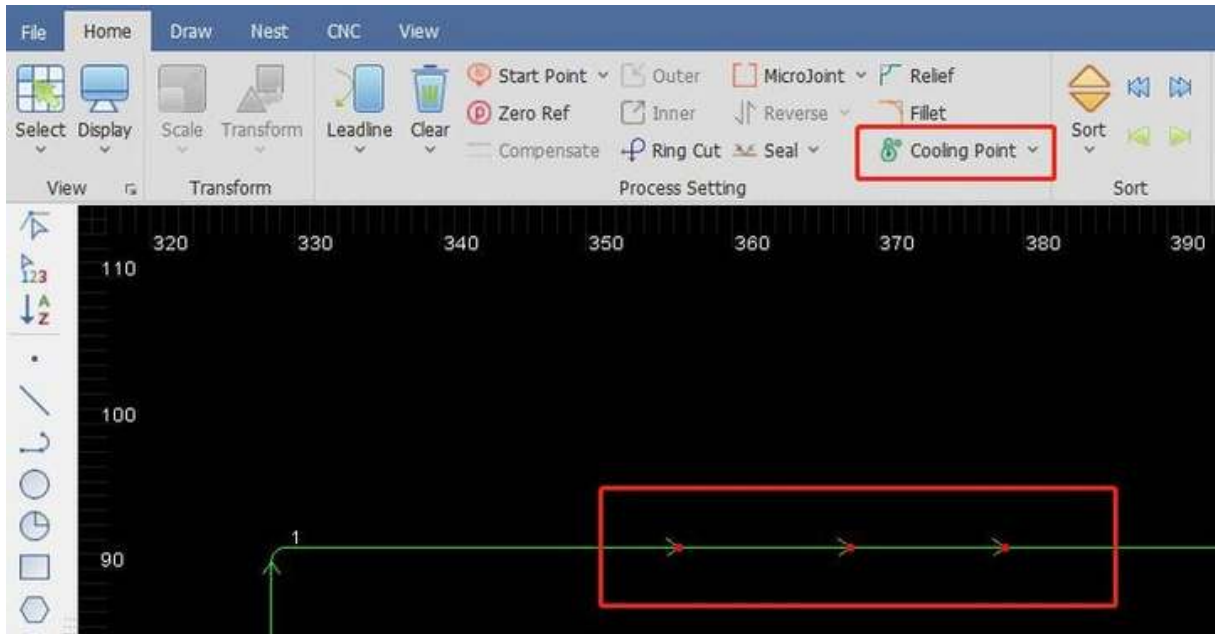 File Home Draw Nest CNC View
Start Point Outer MicroJoint Relief
Zero Ref Inner Reverse Fillet
Select Display Scale Transform Leadline Clear Sort
Compensate Ring Cut Seal Cooling Point
View Transform Process Setting Sort
320 330 340 350 360 370 380 390
123
110
A
Z
100
1
90